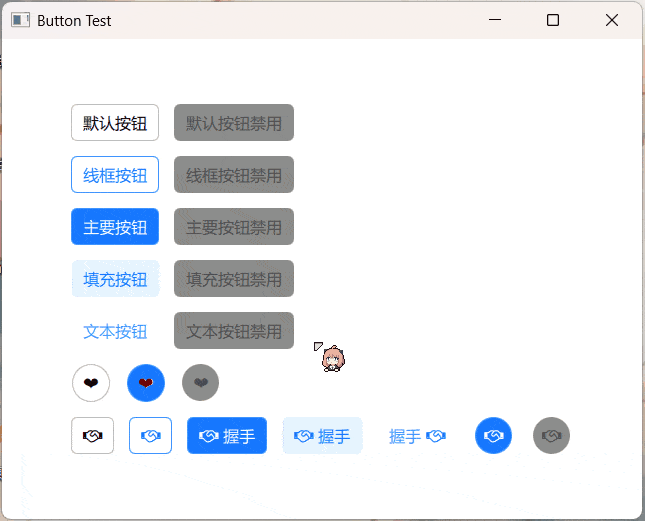 Button Test
默认按钮 默认按钮禁用
线框按钮 线框按钮禁用
主要按钮 主要按钮禁用
填充按钮 填充按钮禁用
文本按钮 文本按钮禁用
握手 握手 握手